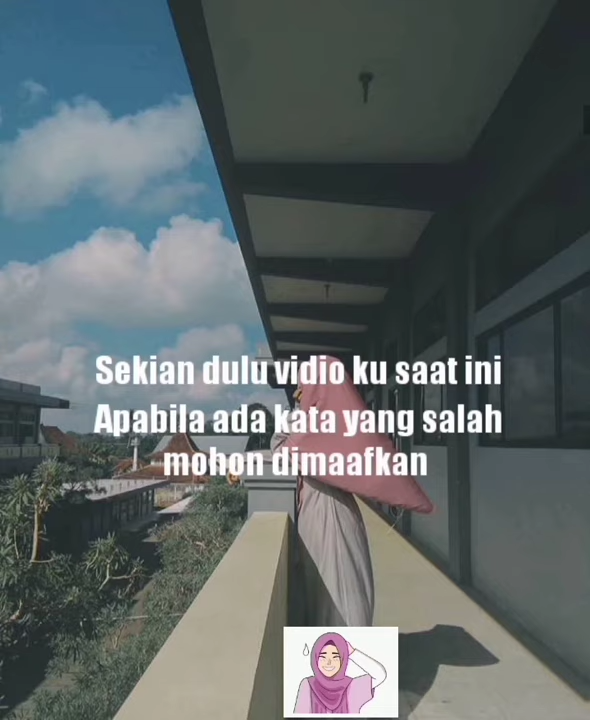 Sekian dulu vidio ku saat ini
Apabila ada kata yang salah
mohon dimaafkan